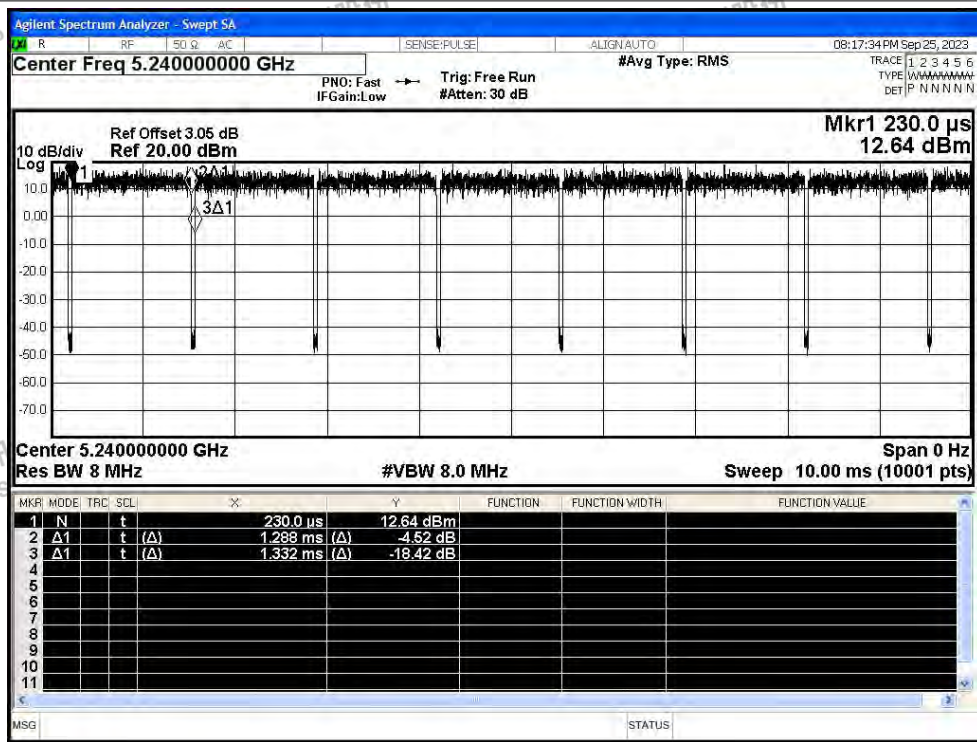 Agilent Spectrum Analyzer - Swept SA
LXI R RF 50 Ω AC SENSE:PULSE ALIGN AUTO 08:17:34 PM Sep 25, 2023
Center Freq 5.240000000 GHz #Avg Type: RMS TRACE 1 2 3 4 5 6
PNO: Fast Trig: Free Run TYPE WWWWWW
IFGain:Low #Atten: 30 dB DET P N N N N N
Mkr1 230.0 µs
Ref Offset 3.05 dB
10 dB/div Ref 20.00 dBm 12.64 dBm
Log
1 2Δ1
10.0
3Δ1
0.00
-10.0
-20.0
-30.0
-40.0
-50.0
-60.0
-70.0
Center 5.240000000 GHz Span 0 Hz
Res BW 8 MHz #VBW 8.0 MHz Sweep 10.00 ms (10001 pts)
MKR MODE TRC SCL X Y FUNCTION FUNCTION WIDTH FUNCTION VALUE
1 N t 230.0 µs 12.64 dBm
2 Δ1 t (Δ) 1.288 ms (Δ) -4.52 dB
3 Δ1 t (Δ) 1.332 ms (Δ) -18.42 dB
4
5
6
7
8
9
10
11
MSG STATUS